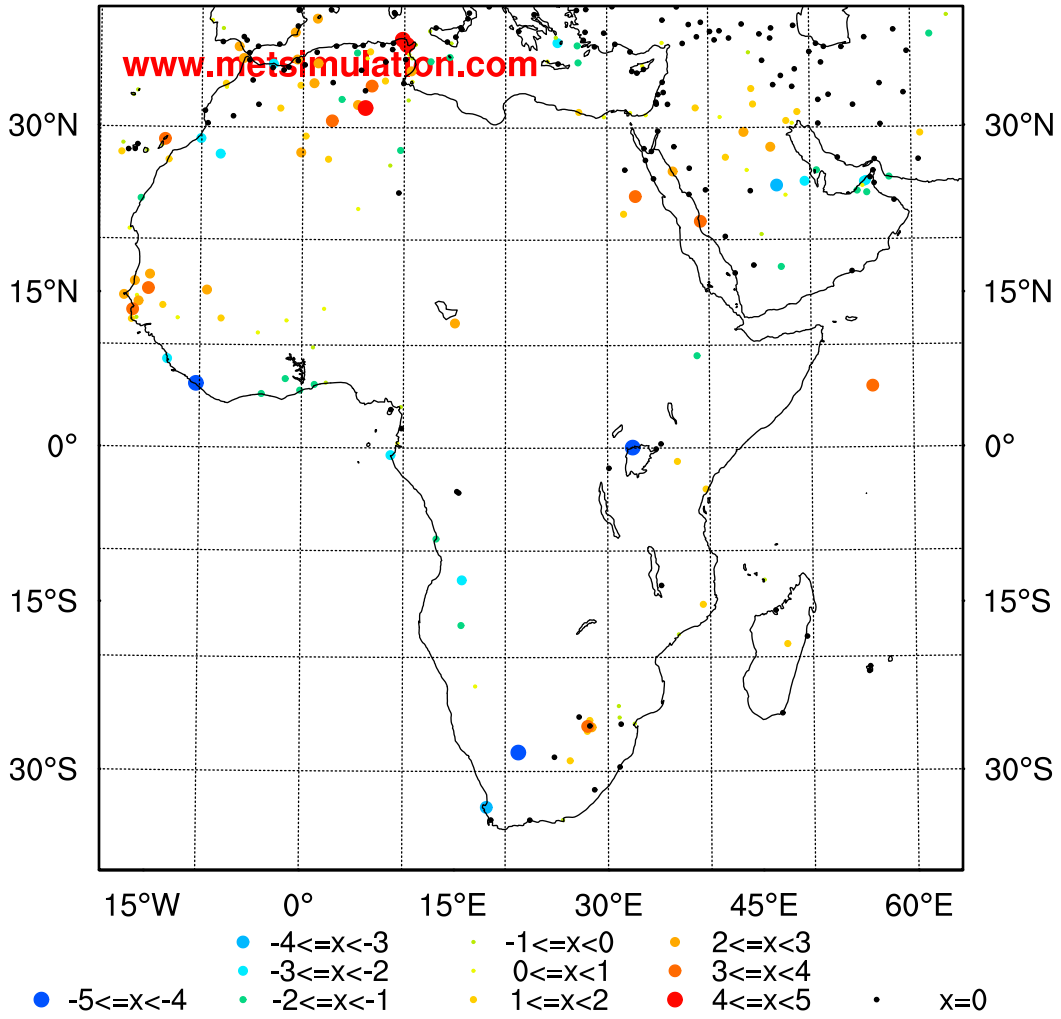 www.metsimulation.com
30°N 30°N
15°N 15°N
0° 0°
15°S 15°S
30°S 30°S
15°W 0° 15°E 30°E 45°E 60°E
-4<=x<-3 -1<=x<0 2<=x<3
-3<=x<-2 0<=x<1 3<=x<4
-5<=x<-4 -2<=x<-1 1<=x<2 4<=x<5 x=0